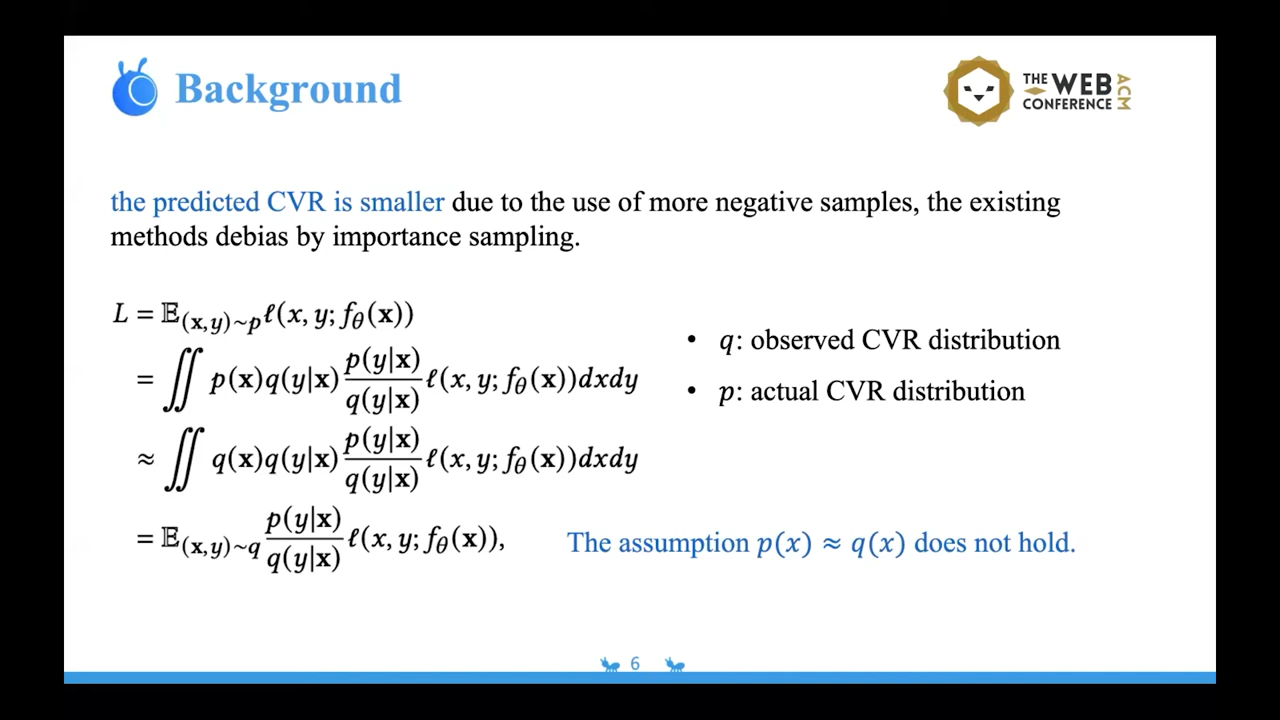 Background
THE WEB CONFERENCE ACM
the predicted CVR is smaller due to the use of more negative samples, the existing
methods debias by importance sampling.
L = 𝔼₍𝐱,y₎∼p ℓ(x, y; f_θ(𝐱))
= ∬ p(𝐱)q(y|𝐱) p(y|𝐱)/q(y|𝐱) ℓ(x, y; f_θ(𝐱))dxdy
≈ ∬ q(𝐱)q(y|𝐱) p(y|𝐱)/q(y|𝐱) ℓ(x, y; f_θ(𝐱))dxdy
= 𝔼₍𝐱,y₎∼q p(y|𝐱)/q(y|𝐱) ℓ(x, y; f_θ(𝐱)),
• q: observed CVR distribution
• p: actual CVR distribution
The assumption p(x) ≈ q(x) does not hold.
6